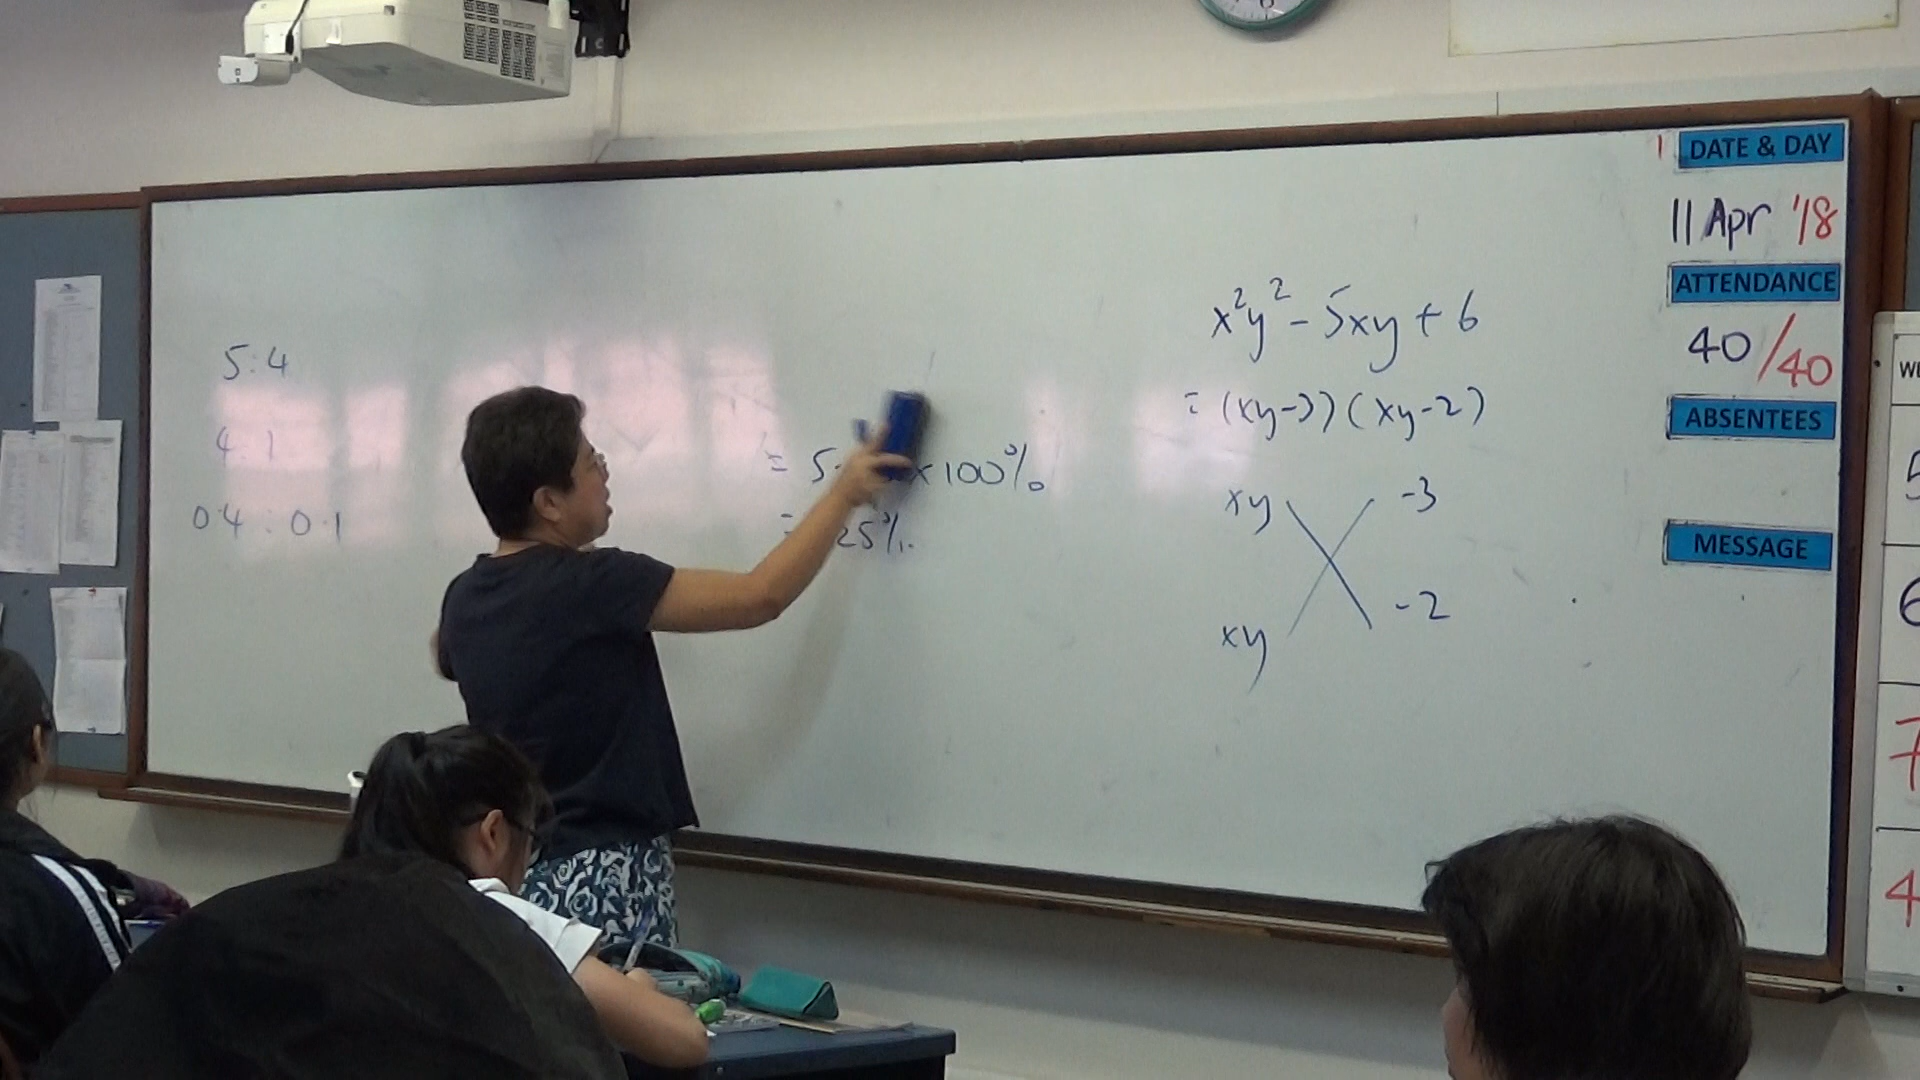 5:4
4:1
0.4 : 0.1
x 100%
25%
x²y² - 5xy + 6
= (xy-3)(xy-2)
xy -3
xy -2
DATE & DAY
11 Apr '18
ATTENDANCE
40/40
ABSENTEES
MESSAGE